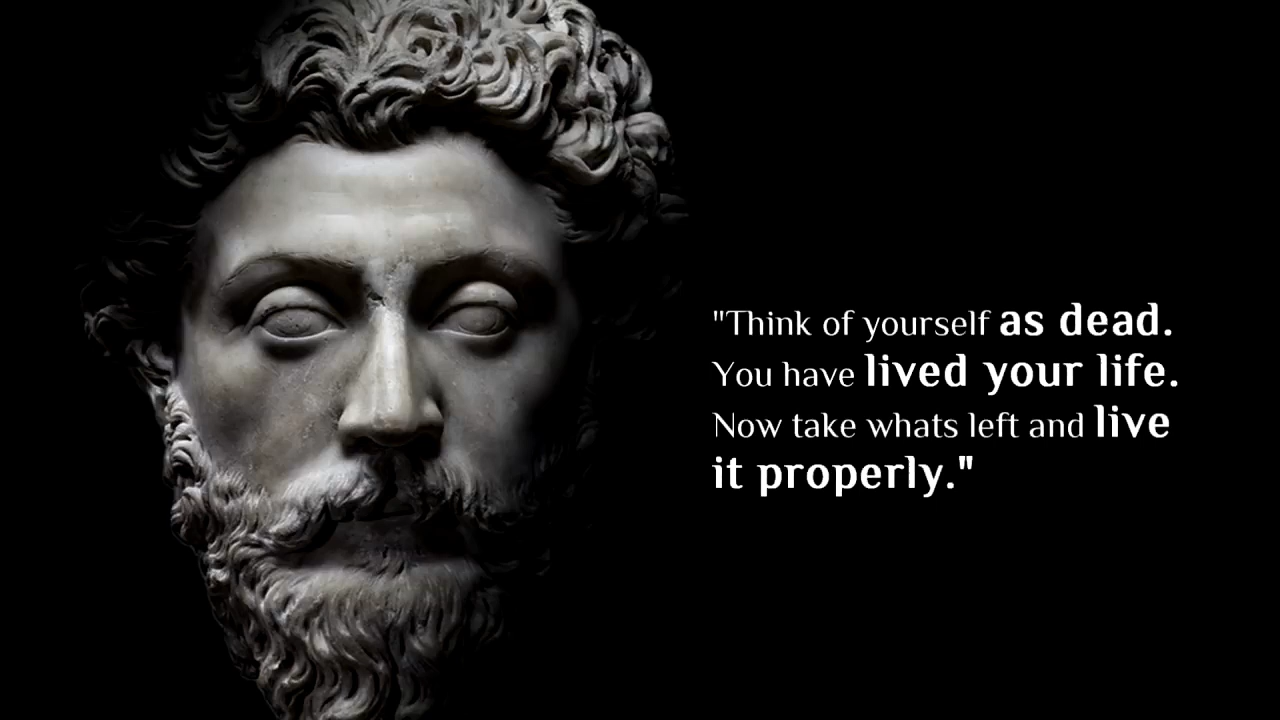 "Think of yourself as dead.
You have lived your life.
Now take whats left and live
it properly."